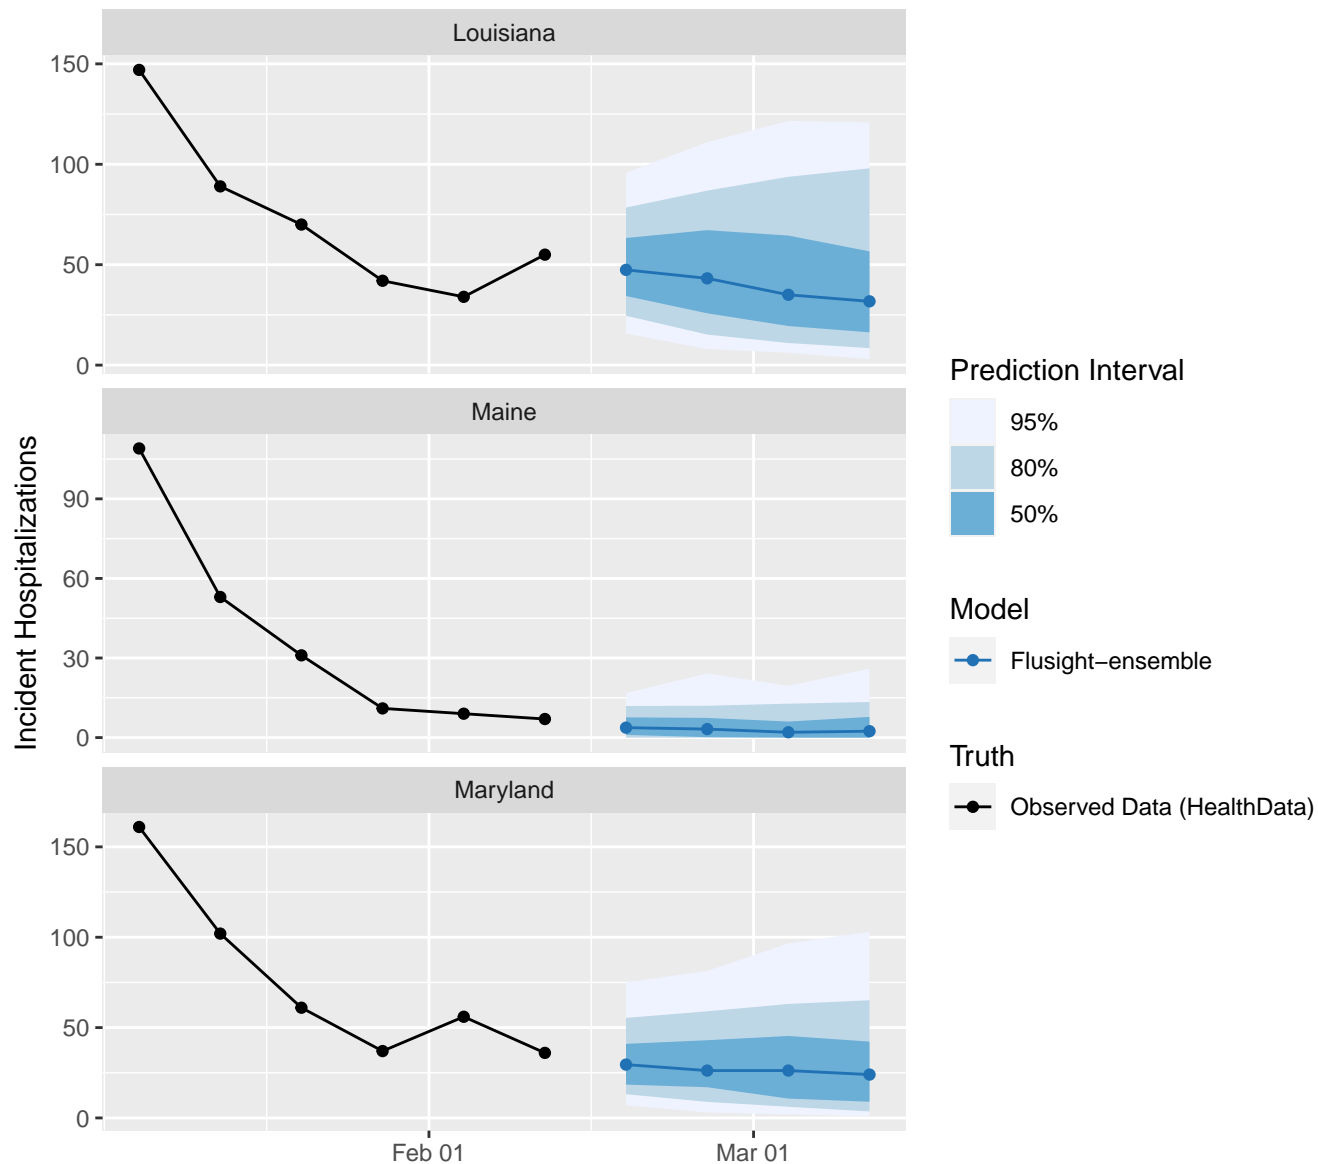 Louisiana
150
100
50
0
Maine
90
60
30
0
Maryland
150
100
50
0
Feb 01
Mar 01
Incident Hospitalizations
Prediction Interval
95%
80%
50%
Model
Flusight−ensemble
Truth
Observed Data (HealthData)